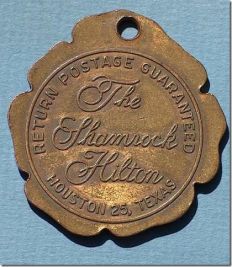 RETURN POSTAGE GUARANTEED
The
Shamrock
Hilton
HOUSTON 25, TEXAS